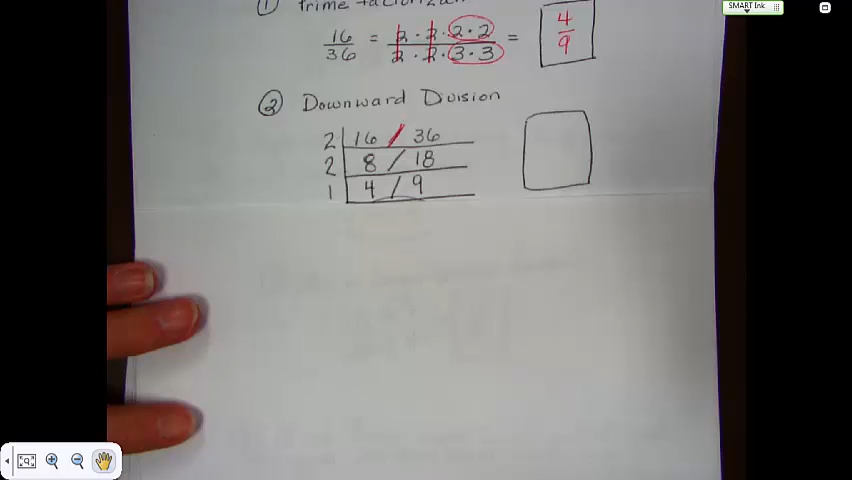 SMART Ink
① Prime factorization
16/36 = 2·2·2·2 / 2·2·3·3 = 4/9
② Downward Division
2 16 / 36
2 8 / 18
1 4 / 9